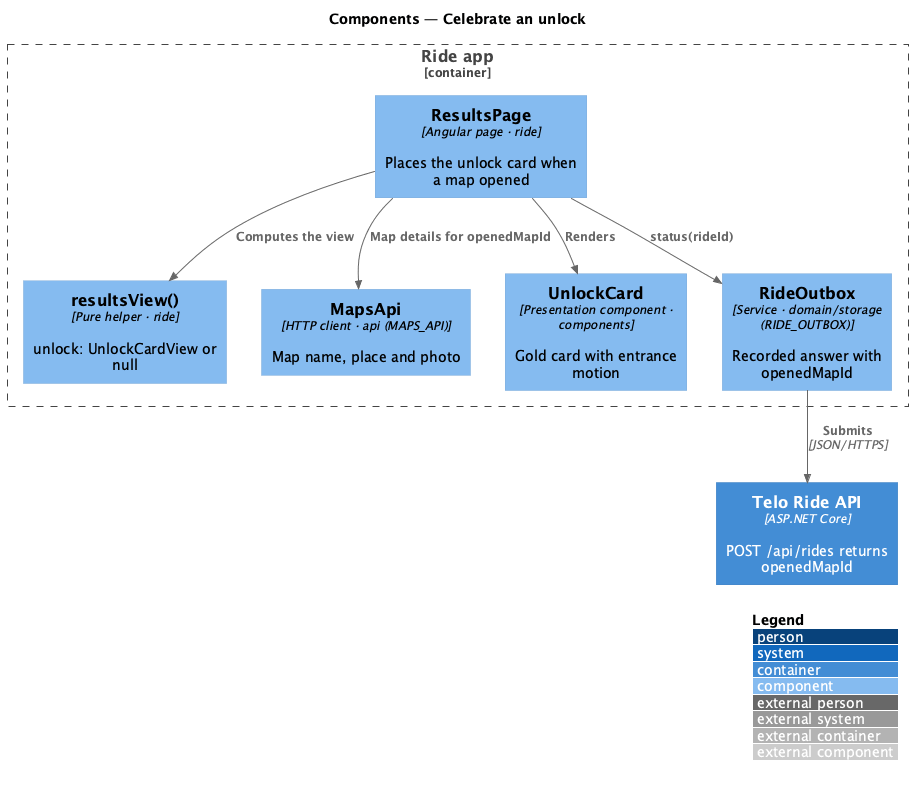 Components — Celebrate an unlock
Ride app
[container]
ResultsPage
[Angular page · ride]
Places the unlock card when
a map opened
Computes the view
Map details for openedMapId
Renders
status(rideId)
resultsView()
[Pure helper · ride]
unlock: UnlockCardView or
null
MapsApi
[HTTP client · api (MAPS_API)]
Map name, place and photo
UnlockCard
[Presentation component ·
components]
Gold card with entrance
motion
RideOutbox
[Service · domain/storage
(RIDE_OUTBOX)]
Recorded answer with
openedMapId
Submits
[JSON/HTTPS]
Telo Ride API
[ASP.NET Core]
POST /api/rides returns
openedMapId
Legend
person
system
container
component
external person
external system
external container
external component